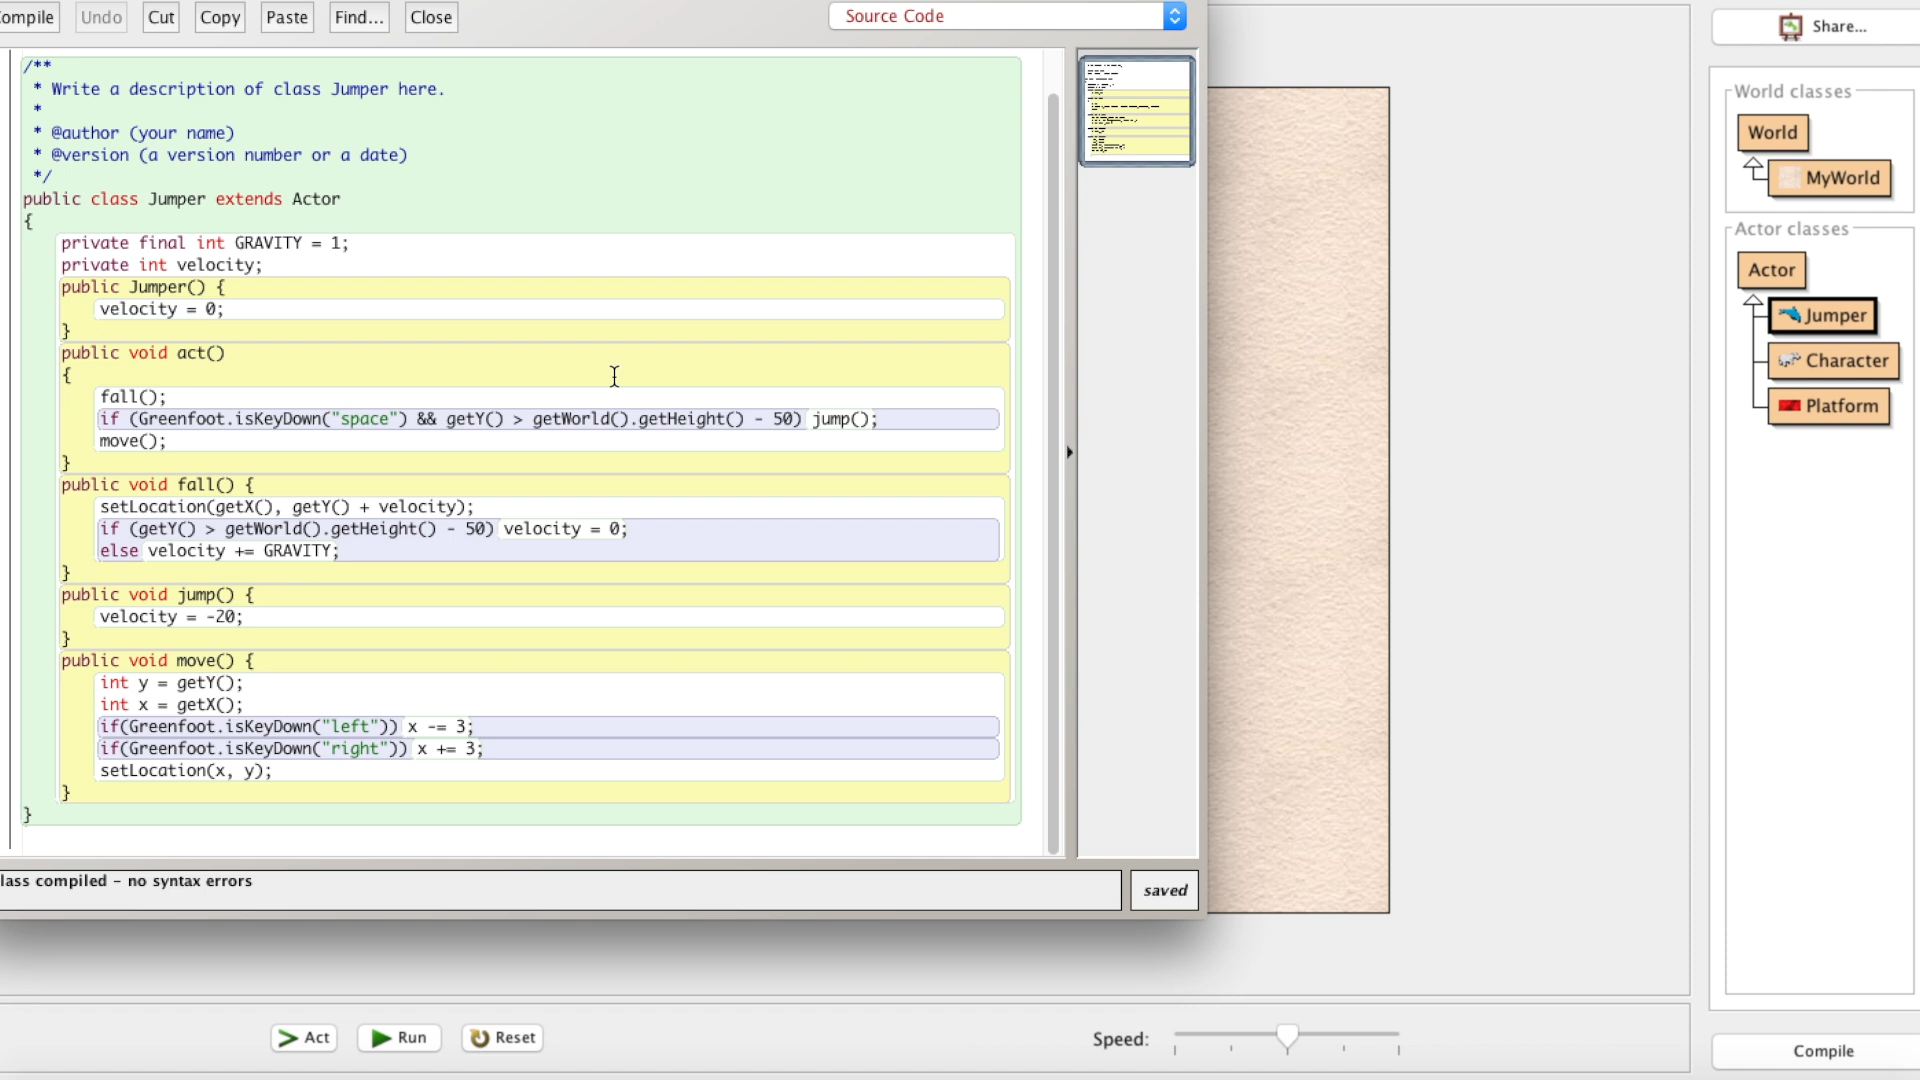 ompile Undo Cut Copy Paste Find... Close Source Code
Share...
/**
* Write a description of class Jumper here.
*
* @author (your name)
* @version (a version number or a date)
*/
public class Jumper extends Actor
{
private final int GRAVITY = 1;
private int velocity;
public Jumper() {
velocity = 0;
}
public void act()
{
fall();
if (Greenfoot.isKeyDown("space") && getY() > getWorld().getHeight() - 50) jump();
move();
}
public void fall() {
setLocation(getX(), getY() + velocity);
if (getY() > getWorld().getHeight() - 50) velocity = 0;
else velocity += GRAVITY;
}
public void jump() {
velocity = -20;
}
public void move() {
int y = getY();
int x = getX();
if(Greenfoot.isKeyDown("left")) x -= 3;
if(Greenfoot.isKeyDown("right")) x += 3;
setLocation(x, y);
}
}
lass compiled - no syntax errors
saved
World classes
World
MyWorld
Actor classes
Actor
Jumper
Character
Platform
Act Run Reset Speed:
Compile